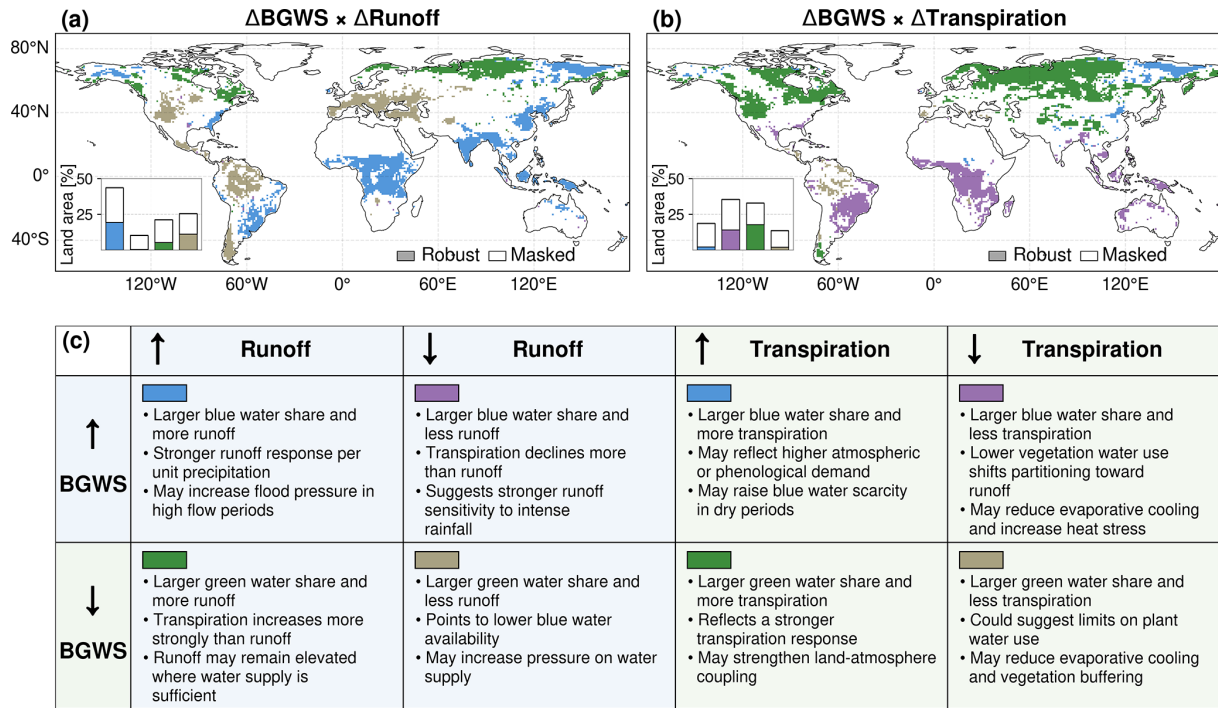 (a) ΔBGWS × ΔRunoff
(b) ΔBGWS × ΔTranspiration
80°N
40°N
0°
40°S
Land area [%]
50
25
Robust
Masked
120°W
60°W
0°
60°E
120°E
Land area [%]
50
25
Robust
Masked
120°W
60°W
0°
60°E
120°E
(c)
↑ Runoff
↓ Runoff
↑ Transpiration
↓ Transpiration
↑
BGWS
• Larger blue water share and
more runoff
• Stronger runoff response per
unit precipitation
• May increase flood pressure in
high flow periods
• Larger blue water share and
less runoff
• Transpiration declines more
than runoff
• Suggests stronger runoff
sensitivity to intense
rainfall
• Larger blue water share and
more transpiration
• May reflect higher atmospheric
or phenological demand
• May raise blue water scarcity
in dry periods
• Larger blue water share and
less transpiration
• Lower vegetation water use
shifts partitioning toward
runoff
• May reduce evaporative cooling
and increase heat stress
↓
BGWS
• Larger green water share and
more runoff
• Transpiration increases more
strongly than runoff
• Runoff may remain elevated
where water supply is
sufficient
• Larger green water share and
less runoff
• Points to lower blue water
availability
• May increase pressure on water
supply
• Larger green water share and
more transpiration
• Reflects a stronger
transpiration response
• May strengthen land-atmosphere
coupling
• Larger green water share and
less transpiration
• Could suggest limits on plant
water use
• May reduce evaporative cooling
and vegetation buffering